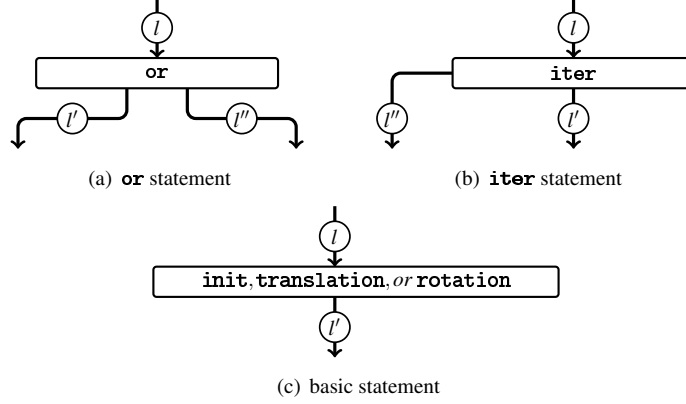 l
or
l′
l″
(a) or statement
l
iter
l″
l′
(b) iter statement
l
init, translation, or rotation
l′
(c) basic statement